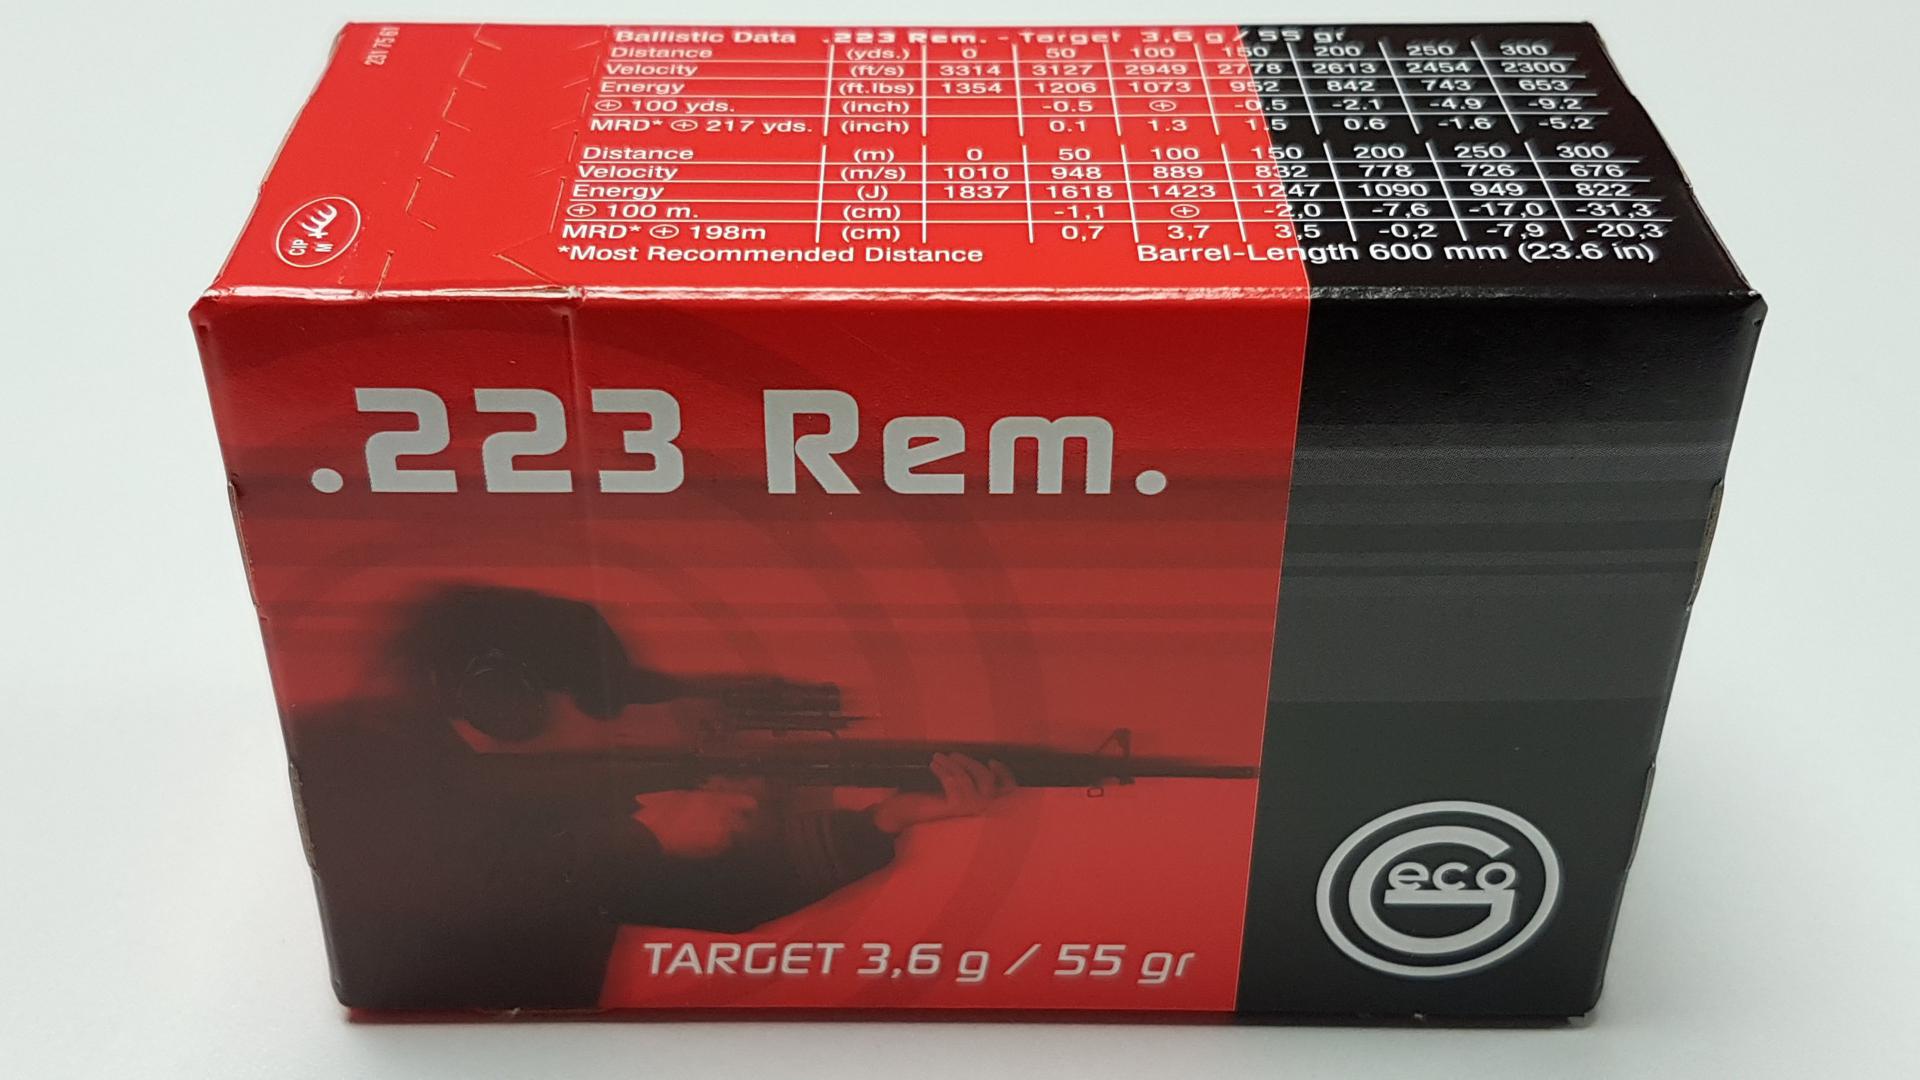 231 75 61
Ballistic Data .223 Rem. - Target 3,6 g / 55 gr
Distance (yds.) 0 50 100 150 200 250 300
Velocity (ft/s) 3314 3127 2949 2778 2613 2454 2300
Energy (ft.lbs) 1354 1206 1073 952 842 743 653
⊕ 100 yds. (inch) -0.5 ⊕ -0.5 -2.1 -4.9 -9.2
MRD* ⊕ 217 yds. (inch) 0.1 1.3 1.5 0.6 -1.6 -5.2
Distance (m) 0 50 100 150 200 250 300
Velocity (m/s) 1010 948 889 832 778 726 676
Energy (J) 1837 1618 1423 1247 1090 949 822
⊕ 100 m. (cm) -1,1 ⊕ -2,0 -7,6 -17,0 -31,3
MRD* ⊕ 198m (cm) 0,7 3,7 3,5 -0,2 -7,9 -20,3
*Most Recommended Distance Barrel-Length 600 mm (23.6 in)
CIP M
.223 Rem.
TARGET 3,6 g / 55 gr
Geco